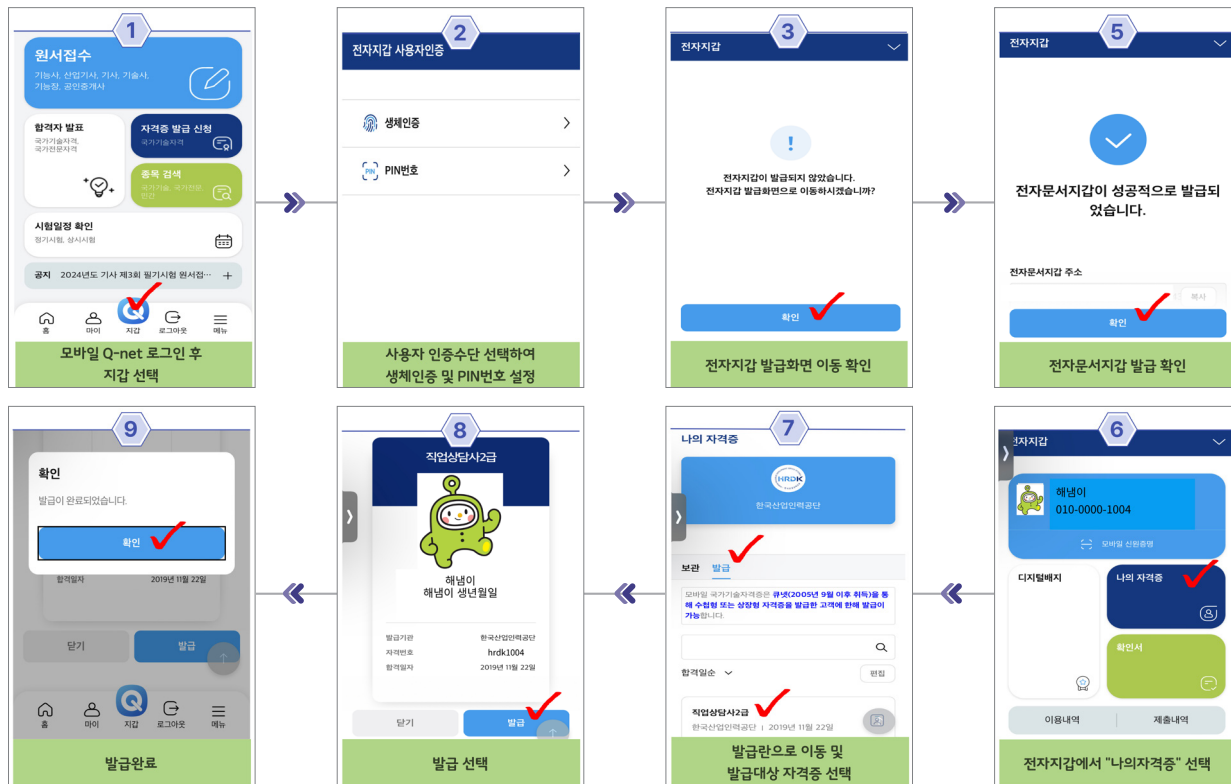 1
원서접수
기능사, 산업기사, 기사, 기술사,
기능장, 공인중개사
합격자 발표
국가기술자격,
국가전문자격
자격증 발급 신청
국가기술자격
종목 검색
국가기술, 국가전문,
민간
시험일정 확인
정기시험, 상시시험
공지 2024년도 기사 제3회 필기시험 원서접… +
홈 마이 지갑 로그아웃 메뉴
모바일 Q-net 로그인 후
지갑 선택
2
전자지갑 사용자인증
생체인증
PIN PIN번호
사용자 인증수단 선택하여
생체인증 및 PIN번호 설정
3
전자지갑
!
전자지갑이 발급되지 않았습니다.
전자지갑 발급화면으로 이동하시겠습니까?
확인
전자지갑 발급화면 이동 확인
5
전자지갑
전자문서지갑이 성공적으로 발급되
었습니다.
전자문서지갑 주소
복사
확인
전자문서지갑 발급 확인
6
전자지갑
해냄이
010-0000-1004
모바일 신원증명
디지털배지
나의 자격증
확인서
이용내역 제출내역
전자지갑에서 "나의자격증" 선택
7
나의 자격증
HRDK
한국산업인력공단
보관 발급
모바일 국가기술자격증은 큐넷(2005년 9월 이후 취득)을 통
해 수첩형 또는 상장형 자격증을 발급한 고객에 한해 발급이
가능합니다.
합격일순
편집
직업상담사2급
한국산업인력공단 | 2019년 11월 22일
발급란으로 이동 및
발급대상 자격증 선택
8
직업상담사2급
해냄이
해냄이 생년월일
발급기관 한국산업인력공단
자격번호 hrdk1004
합격일자 2019년 11월 22일
닫기 발급
발급 선택
9
확인
발급이 완료되었습니다.
확인
합격일자 2019년 11월 22일
닫기 발급
홈 마이 지갑 로그아웃 메뉴
발급완료